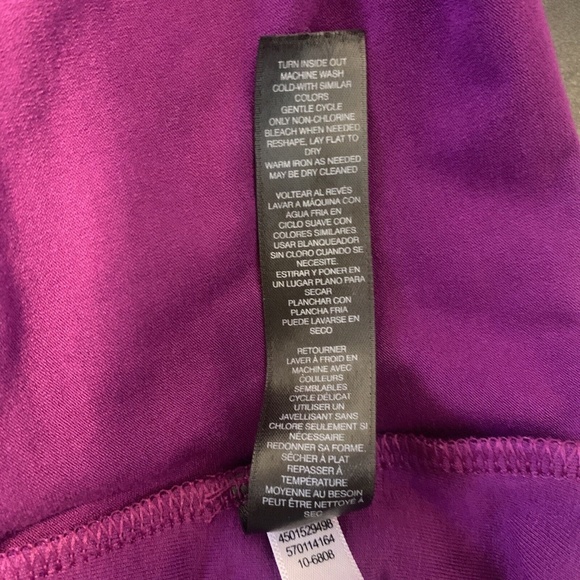 TURN INSIDE OUT
MACHINE WASH
COLD-WITH SIMILAR
COLORS
GENTLE CYCLE
ONLY NON-CHLORINE
BLEACH WHEN NEEDED
RESHAPE, LAY FLAT TO
DRY
WARM IRON AS NEEDED
MAY BE DRY CLEANED
VOLTEAR AL REVÉS
LAVAR A MÁQUINA CON
AGUA FRIA EN
CICLO SUAVE CON
COLORES SIMILARES
USAR BLANQUEADOR
SIN CLORO CUANDO SE
NECESITE.
ESTIRAR Y PONER EN
UN LUGAR PLANO PARA
SECAR
PLANCHAR CON
PLANCHA FRIA
PUEDE LAVARSE EN
SECO
RETOURNER
LAVER À FROID EN
MACHINE AVEC
COULEURS
SEMBLABLES
CYCLE DÉLICAT
UTILISER UN
JAVELLISANT SANS
CHLORE SEULEMENT SI
NÉCESSAIRE
REDONNER SA FORME,
SÉCHER À PLAT
REPASSER À
TEMPÉRATURE
MOYENNE AU BESOIN
PEUT ÊTRE NETTOYÉ À
SEC
4501529498
570114164
10-6808